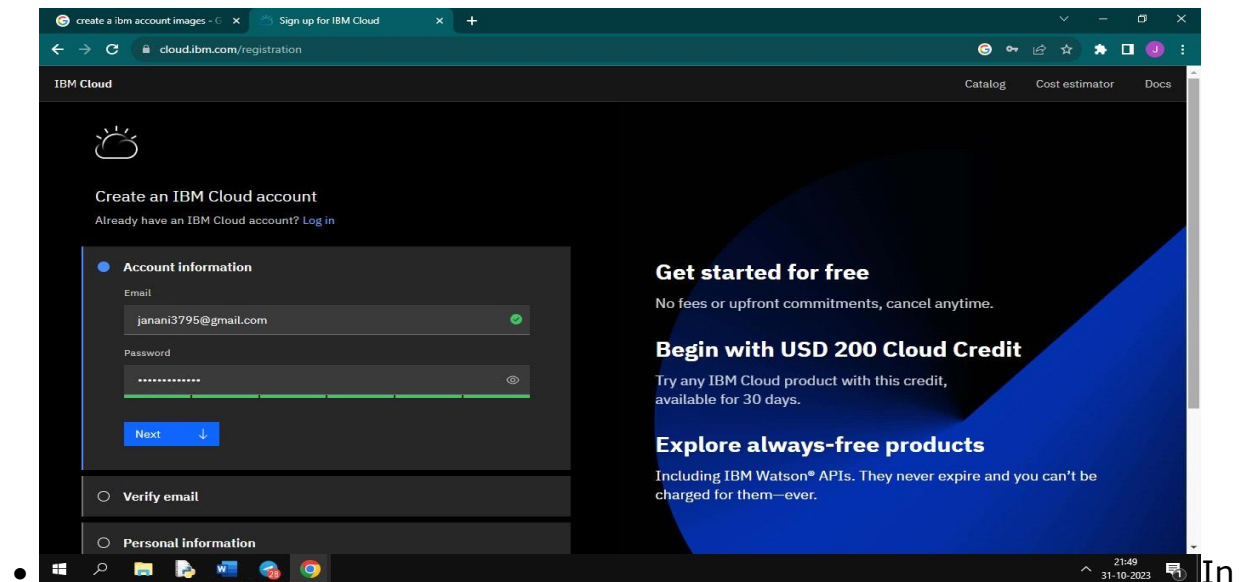 create a ibm account images - G
Sign up for IBM Cloud
cloud.ibm.com/registration
J
IBM Cloud
Catalog
Cost estimator
Docs
Create an IBM Cloud account
Already have an IBM Cloud account? Log in
Account information
Email
janani3795@gmail.com
Password
•••••••••••••
Next
Verify email
Personal information
Get started for free
No fees or upfront commitments, cancel anytime.
Begin with USD 200 Cloud Credit
Try any IBM Cloud product with this credit,
available for 30 days.
Explore always-free products
Including IBM Watson® APIs. They never expire and you can't be
charged for them—ever.
28
21:49
31-10-2023
1
• In